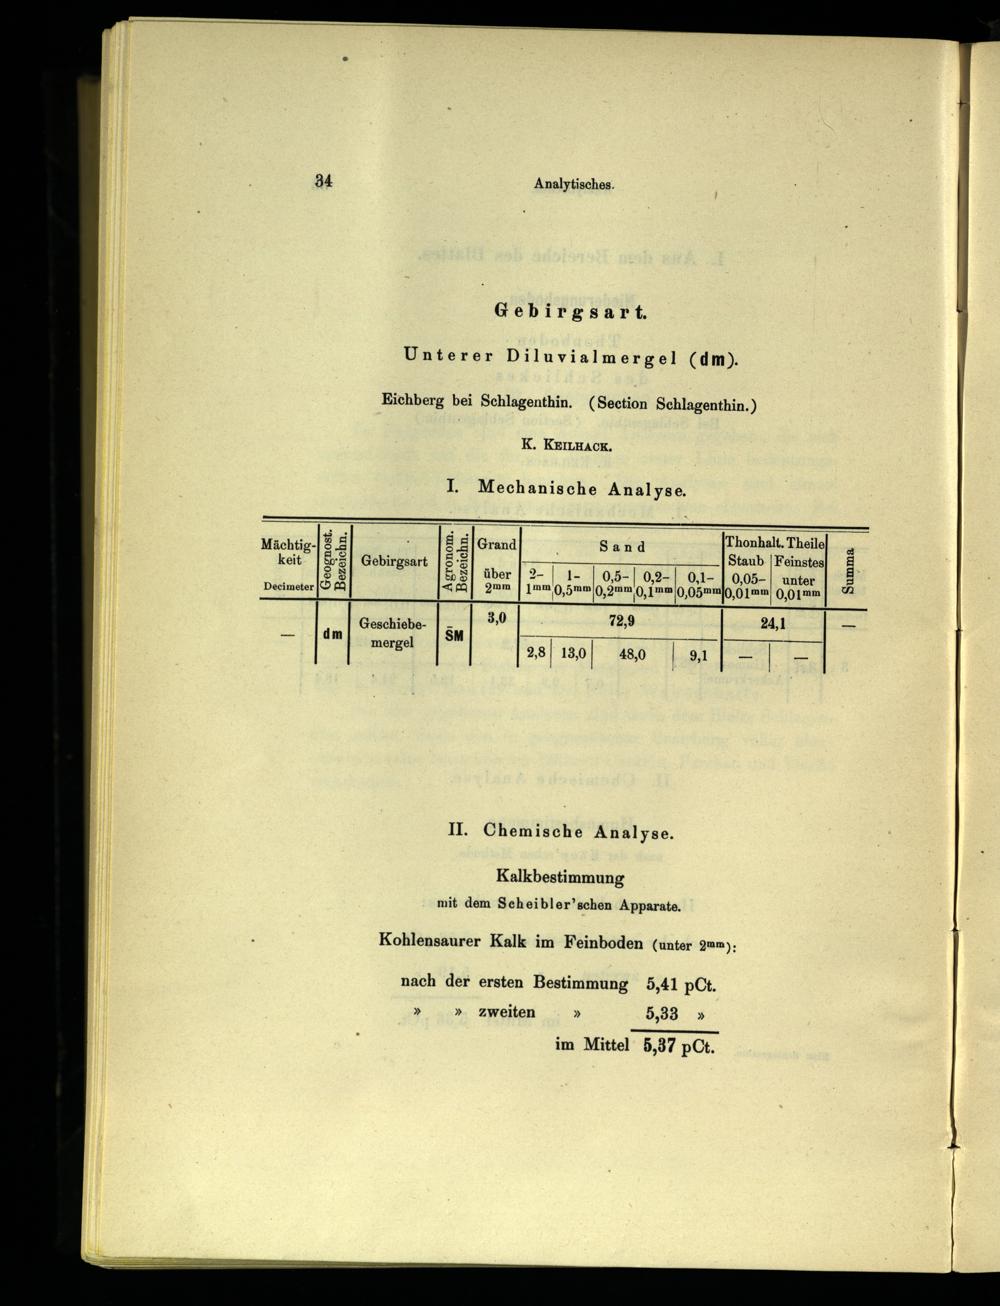 34 Analytisches.
Gebirgsart.
Unterer Diluvialmergel (dm).
Eichberg bei Schlagenthin. (Section Schlagenthin.)
K. KEILHACK.
I. Mechanische Analyse.
Mächtig-keit Decimeter | Geognost. Bezeichn. | Gebirgsart | Agronom. Bezeichn. | Grand über 2mm | Sand | Thonhalt. Theile | Summa
2-1mm | 1-0,5mm | 0,5-0,2mm | 0,2-0,1mm | 0,1-0,05mm | Staub 0,05-0,01mm | Feinstes unter 0,01mm
— | dm | Geschiebe-mergel | S̄M | 3,0 | 72,9 | 24,1 | —
2,8 | 13,0 | 48,0 | 9,1 | — | —
II. Chemische Analyse.
Kalkbestimmung
mit dem Scheibler'schen Apparate.
Kohlensaurer Kalk im Feinboden (unter 2mm):
nach der ersten Bestimmung 5,41 pCt.
» » zweiten » 5,33 »
im Mittel 5,37 pCt.